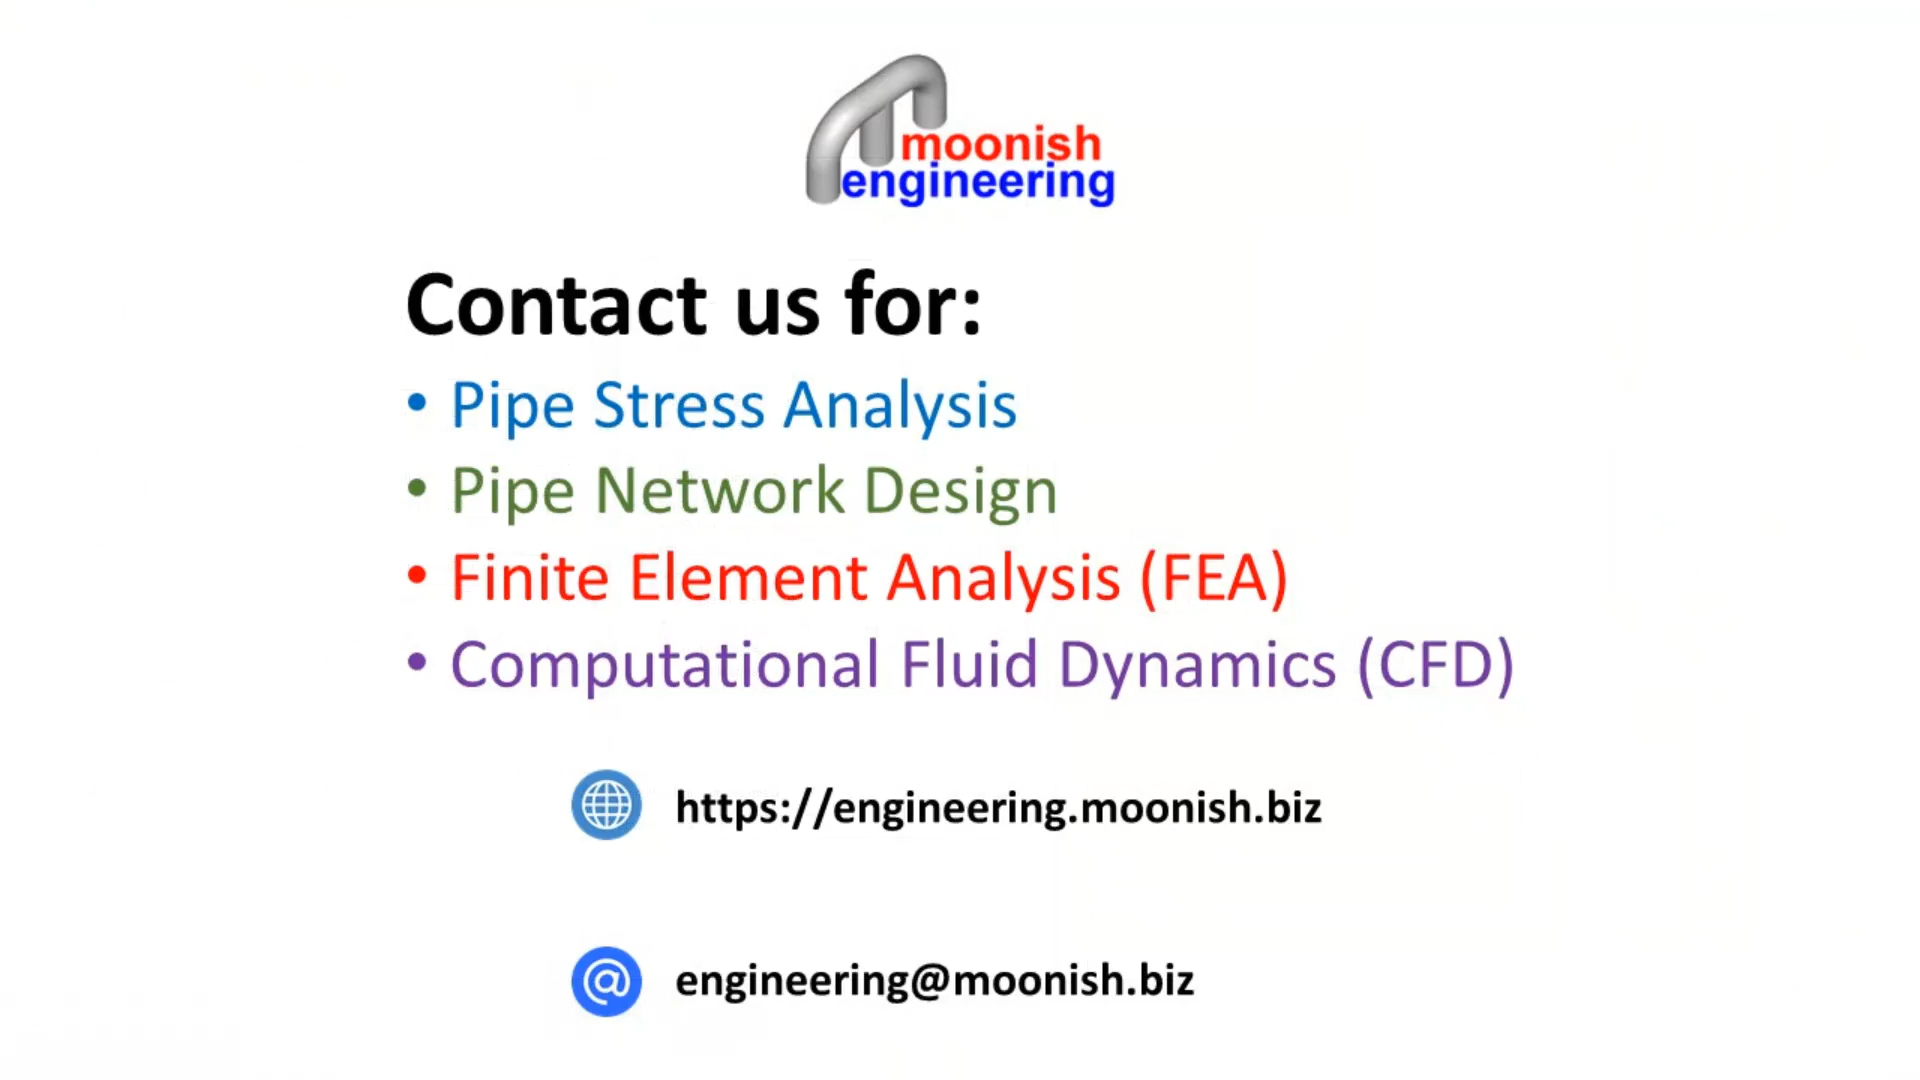 moonish
engineering
Contact us for:
• Pipe Stress Analysis
• Pipe Network Design
• Finite Element Analysis (FEA)
• Computational Fluid Dynamics (CFD)
https://engineering.moonish.biz
engineering@moonish.biz